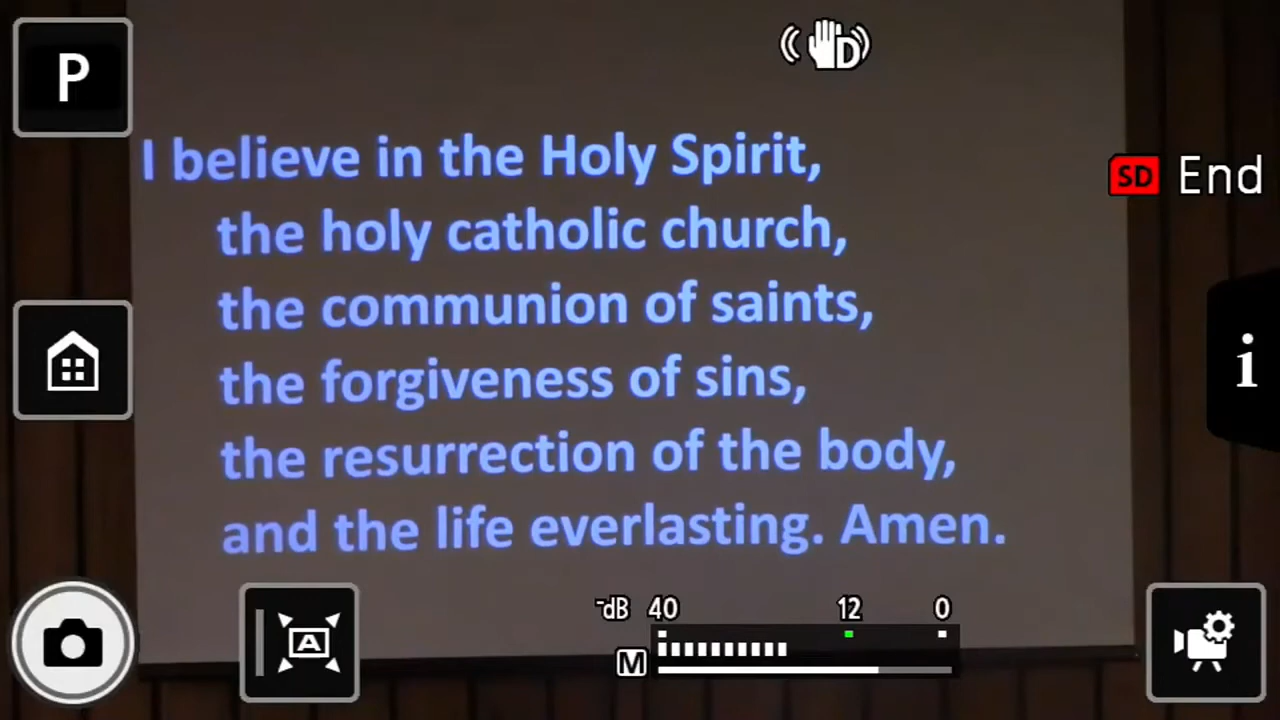 P
D
I believe in the Holy Spirit,
SD End
the holy catholic church,
the communion of saints,
i
the forgiveness of sins,
the resurrection of the body,
and the life everlasting. Amen.
A
-dB 40 12 0
M